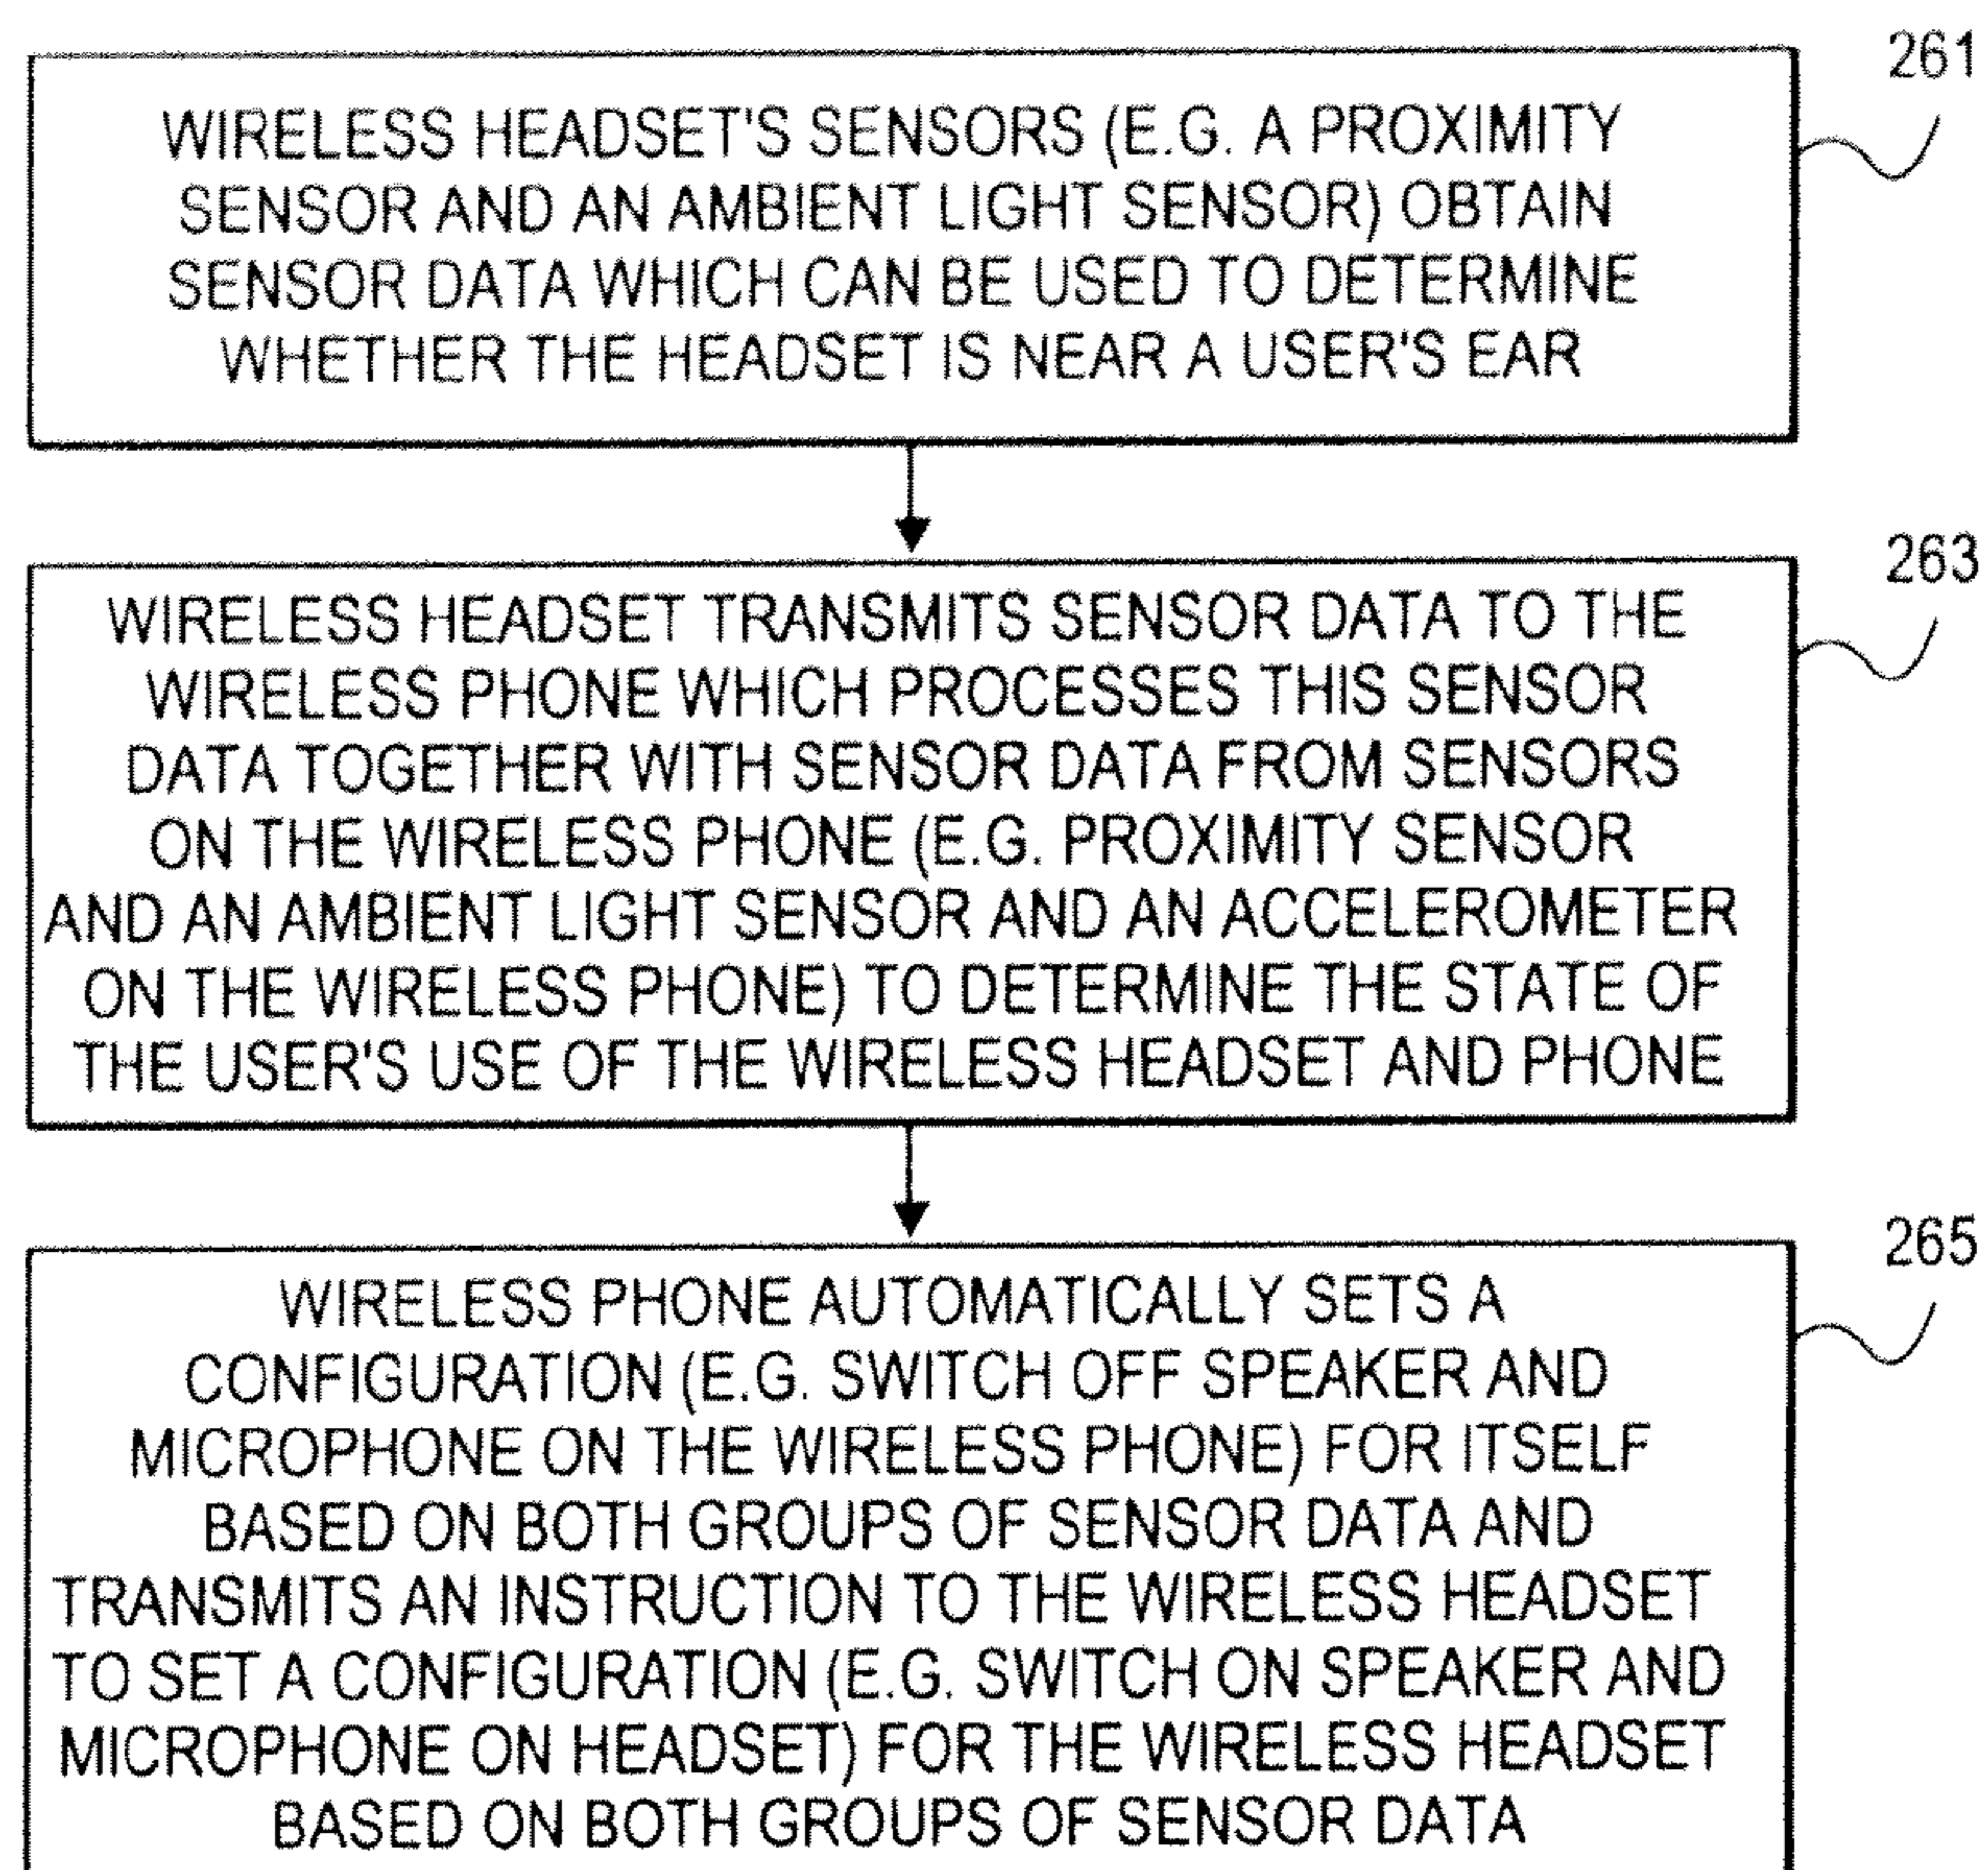 261
WIRELESS HEADSET'S SENSORS (E.G. A PROXIMITY
SENSOR AND AN AMBIENT LIGHT SENSOR) OBTAIN
SENSOR DATA WHICH CAN BE USED TO DETERMINE
WHETHER THE HEADSET IS NEAR A USER'S EAR
263
WIRELESS HEADSET TRANSMITS SENSOR DATA TO THE
WIRELESS PHONE WHICH PROCESSES THIS SENSOR
DATA TOGETHER WITH SENSOR DATA FROM SENSORS
ON THE WIRELESS PHONE (E.G. PROXIMITY SENSOR
AND AN AMBIENT LIGHT SENSOR AND AN ACCELEROMETER
ON THE WIRELESS PHONE) TO DETERMINE THE STATE OF
THE USER'S USE OF THE WIRELESS HEADSET AND PHONE
265
WIRELESS PHONE AUTOMATICALLY SETS A
CONFIGURATION (E.G. SWITCH OFF SPEAKER AND
MICROPHONE ON THE WIRELESS PHONE) FOR ITSELF
BASED ON BOTH GROUPS OF SENSOR DATA AND
TRANSMITS AN INSTRUCTION TO THE WIRELESS HEADSET
TO SET A CONFIGURATION (E.G. SWITCH ON SPEAKER AND
MICROPHONE ON HEADSET) FOR THE WIRELESS HEADSET
BASED ON BOTH GROUPS OF SENSOR DATA